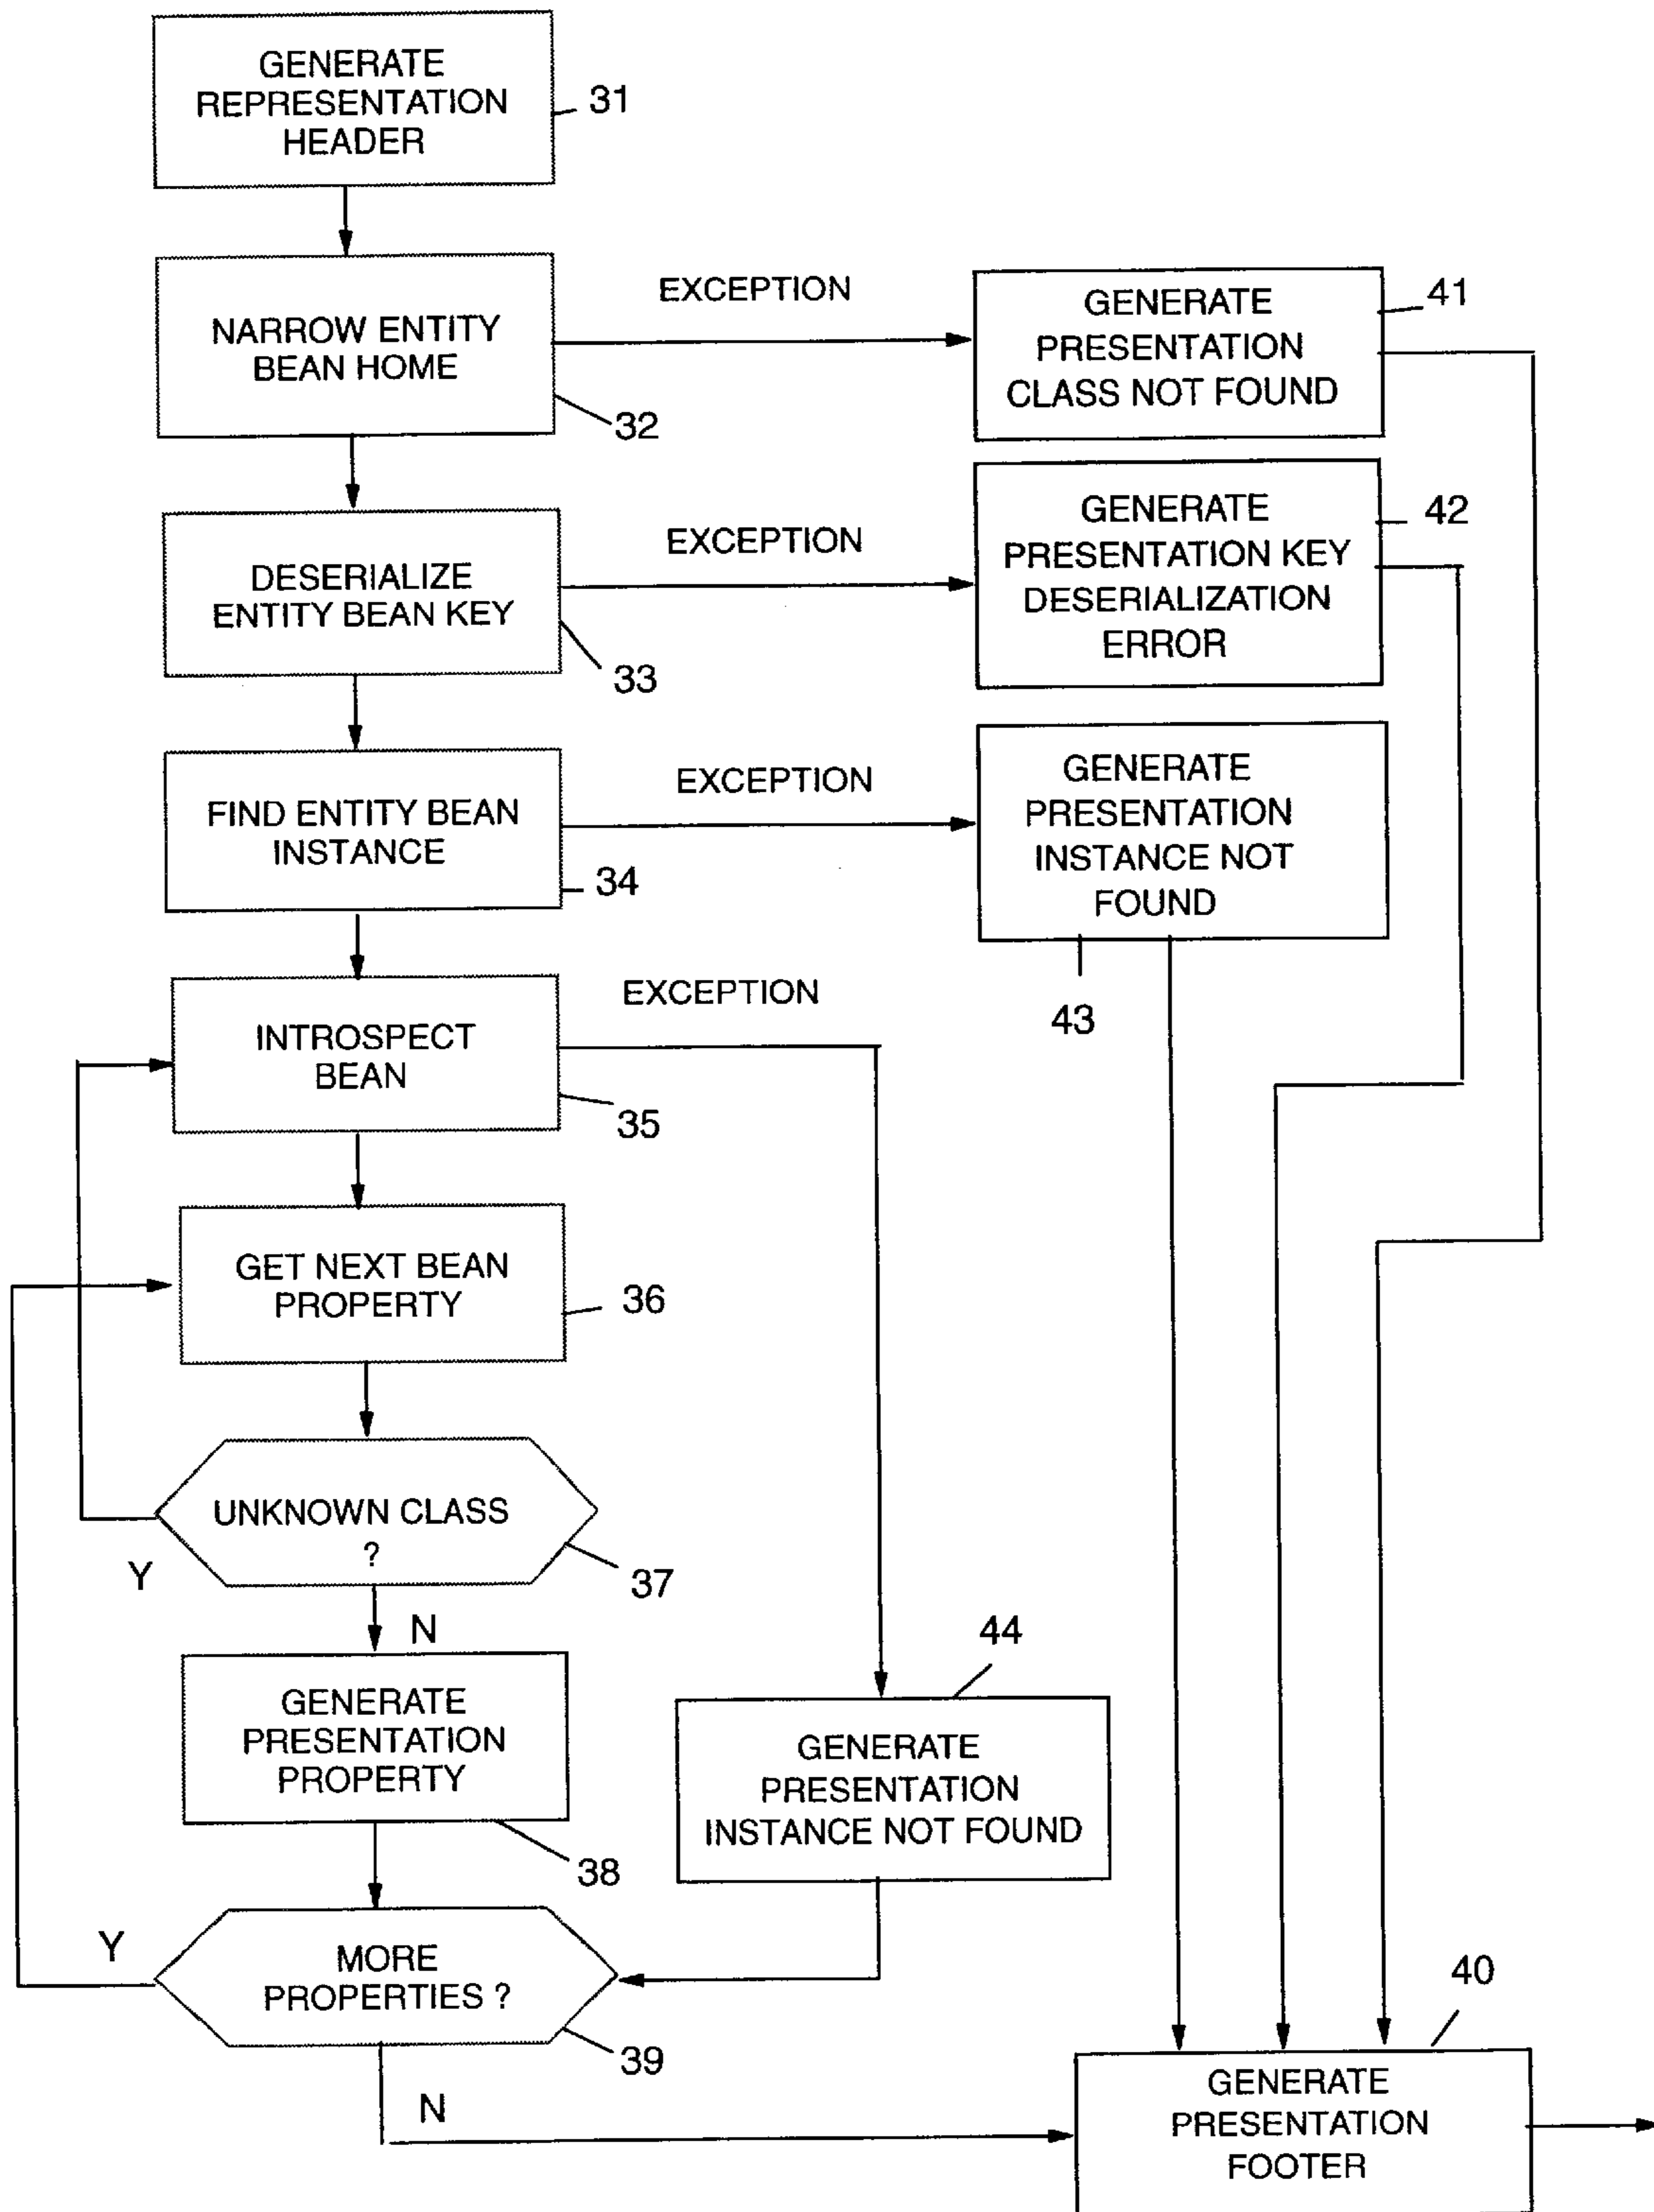 GENERATE
REPRESENTATION
HEADER
31
NARROW ENTITY
BEAN HOME
32
EXCEPTION
GENERATE
PRESENTATION
CLASS NOT FOUND
41
DESERIALIZE
ENTITY BEAN KEY
33
EXCEPTION
GENERATE
PRESENTATION KEY
DESERIALIZATION
ERROR
42
FIND ENTITY BEAN
INSTANCE
34
EXCEPTION
GENERATE
PRESENTATION
INSTANCE NOT
FOUND
43
INTROSPECT
BEAN
35
EXCEPTION
GET NEXT BEAN
PROPERTY
36
UNKNOWN CLASS
?
37
Y
N
GENERATE
PRESENTATION
PROPERTY
38
44
GENERATE
PRESENTATION
INSTANCE NOT FOUND
Y
MORE
PROPERTIES ?
39
N
40
GENERATE
PRESENTATION
FOOTER